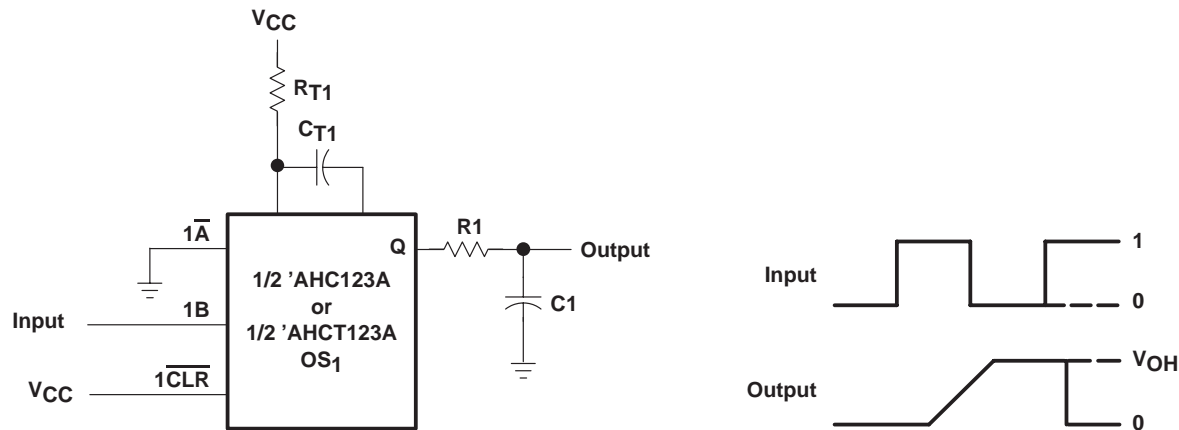 VCC
RT1
CT1
1A̅
Q
R1
Output
1/2 'AHC123A
or
1/2 'AHCT123A
OS1
C1
Input
1B
VCC
1C̅L̅R̅
Input
1
0
Output
VOH
0